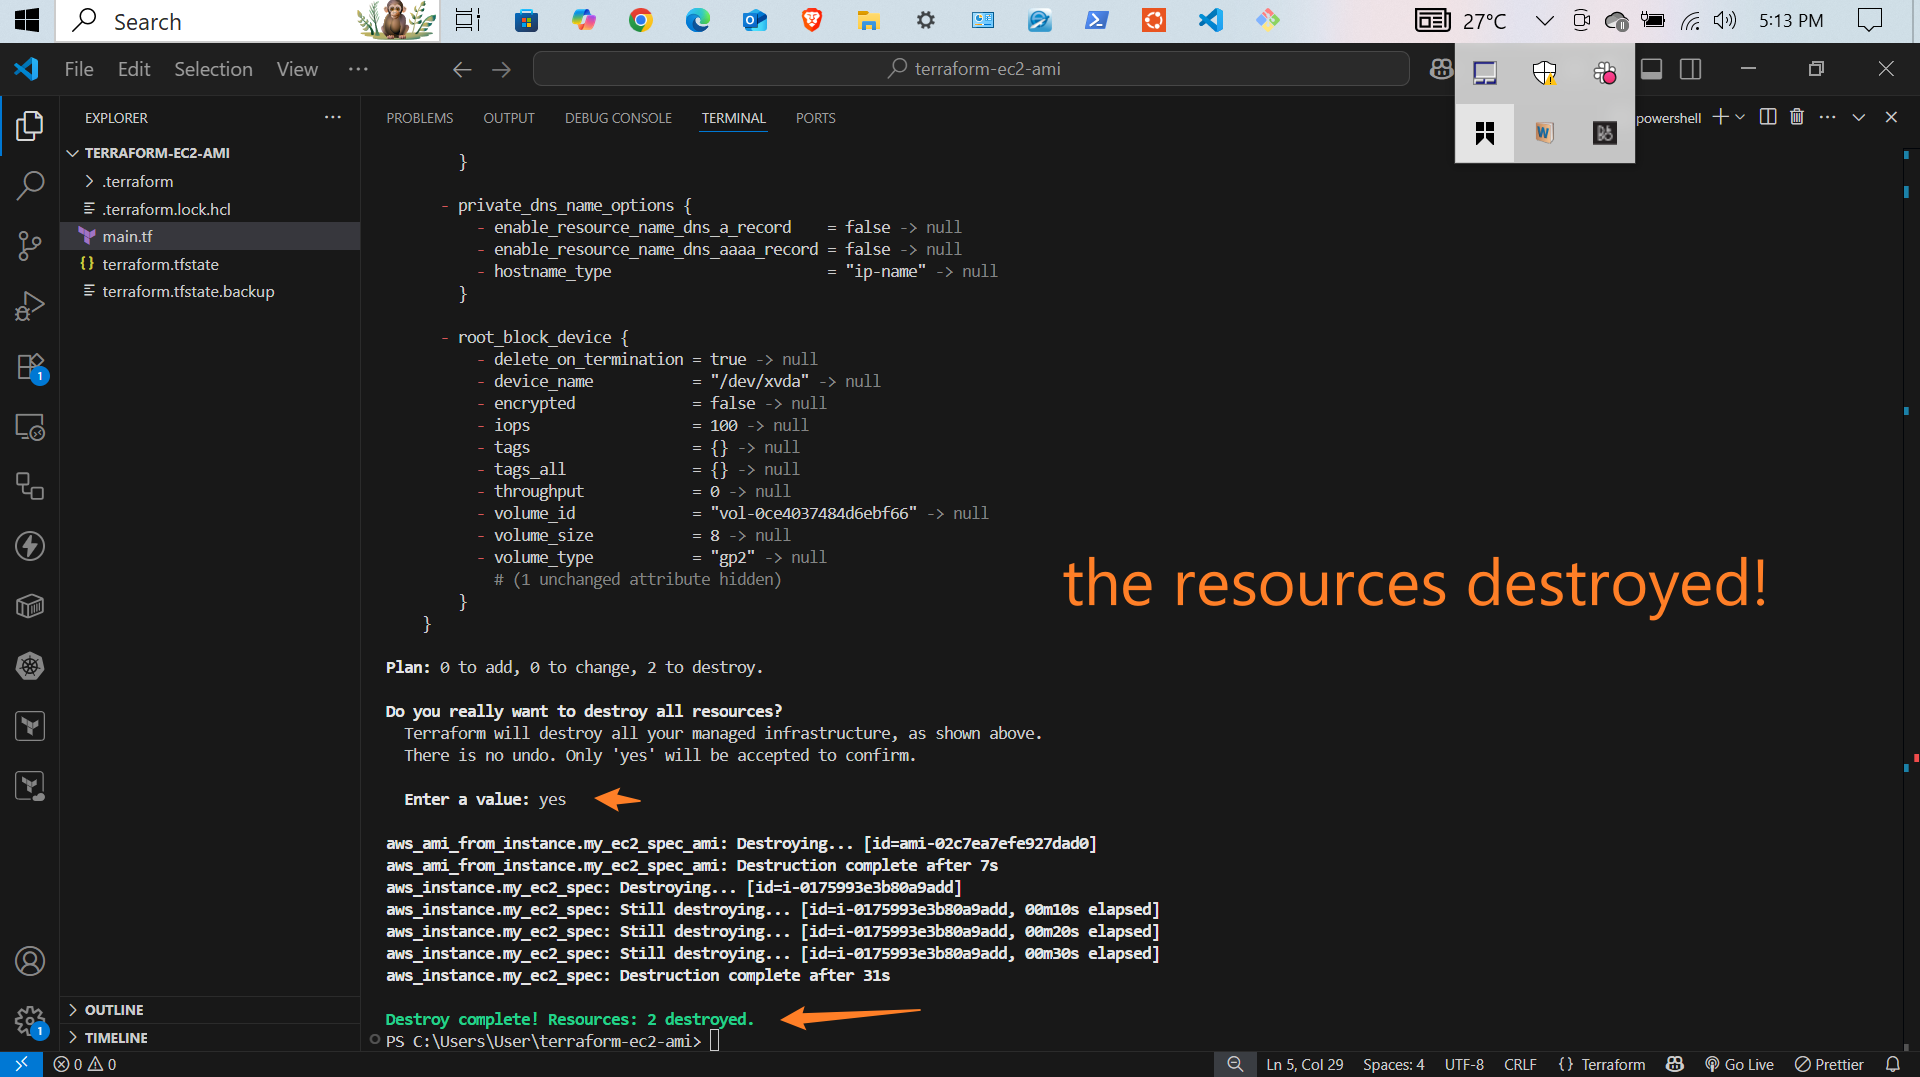 Search
27°C
5:13 PM
File Edit Selection View
terraform-ec2-ami
EXPLORER
PROBLEMS OUTPUT DEBUG CONSOLE TERMINAL PORTS
powershell
TERRAFORM-EC2-AMI
.terraform
.terraform.lock.hcl
main.tf
terraform.tfstate
terraform.tfstate.backup
}
- private_dns_name_options {
- enable_resource_name_dns_a_record = false -> null
- enable_resource_name_dns_aaaa_record = false -> null
- hostname_type = "ip-name" -> null
}
- root_block_device {
- delete_on_termination = true -> null
- device_name = "/dev/xvda" -> null
- encrypted = false -> null
- iops = 100 -> null
- tags = {} -> null
- tags_all = {} -> null
- throughput = 0 -> null
- volume_id = "vol-0ce4037484d6ebf66" -> null
- volume_size = 8 -> null
- volume_type = "gp2" -> null
# (1 unchanged attribute hidden)
}
}
the resources destroyed!
Plan: 0 to add, 0 to change, 2 to destroy.
Do you really want to destroy all resources?
Terraform will destroy all your managed infrastructure, as shown above.
There is no undo. Only 'yes' will be accepted to confirm.
Enter a value: yes
aws_ami_from_instance.my_ec2_spec_ami: Destroying... [id=ami-02c7ea7efe927dad0]
aws_ami_from_instance.my_ec2_spec_ami: Destruction complete after 7s
aws_instance.my_ec2_spec: Destroying... [id=i-0175993e3b80a9add]
aws_instance.my_ec2_spec: Still destroying... [id=i-0175993e3b80a9add, 00m10s elapsed]
aws_instance.my_ec2_spec: Still destroying... [id=i-0175993e3b80a9add, 00m20s elapsed]
aws_instance.my_ec2_spec: Still destroying... [id=i-0175993e3b80a9add, 00m30s elapsed]
aws_instance.my_ec2_spec: Destruction complete after 31s
Destroy complete! Resources: 2 destroyed.
PS C:\Users\User\terraform-ec2-ami>
1
1
OUTLINE
TIMELINE
0 0
Ln 5, Col 29 Spaces: 4 UTF-8 CRLF {} Terraform Go Live Prettier